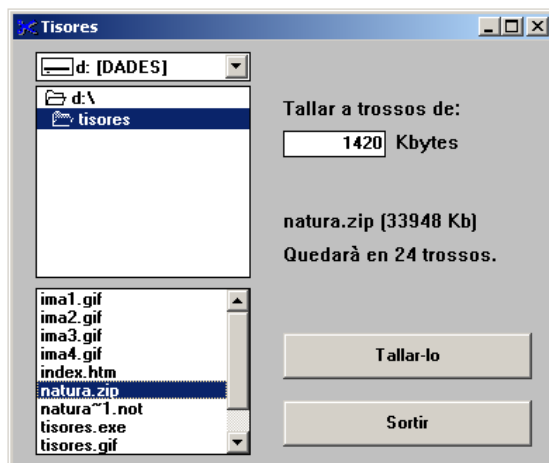 Tisores
d: [DADES]
d:\
tisores
Tallar a trossos de:
1420 Kbytes
natura.zip (33948 Kb)
Quedarà en 24 trossos.
ima1.gif
ima2.gif
ima3.gif
ima4.gif
index.htm
natura.zip
natura~1.not
tisores.exe
tisores.gif
Tallar-lo
Sortir